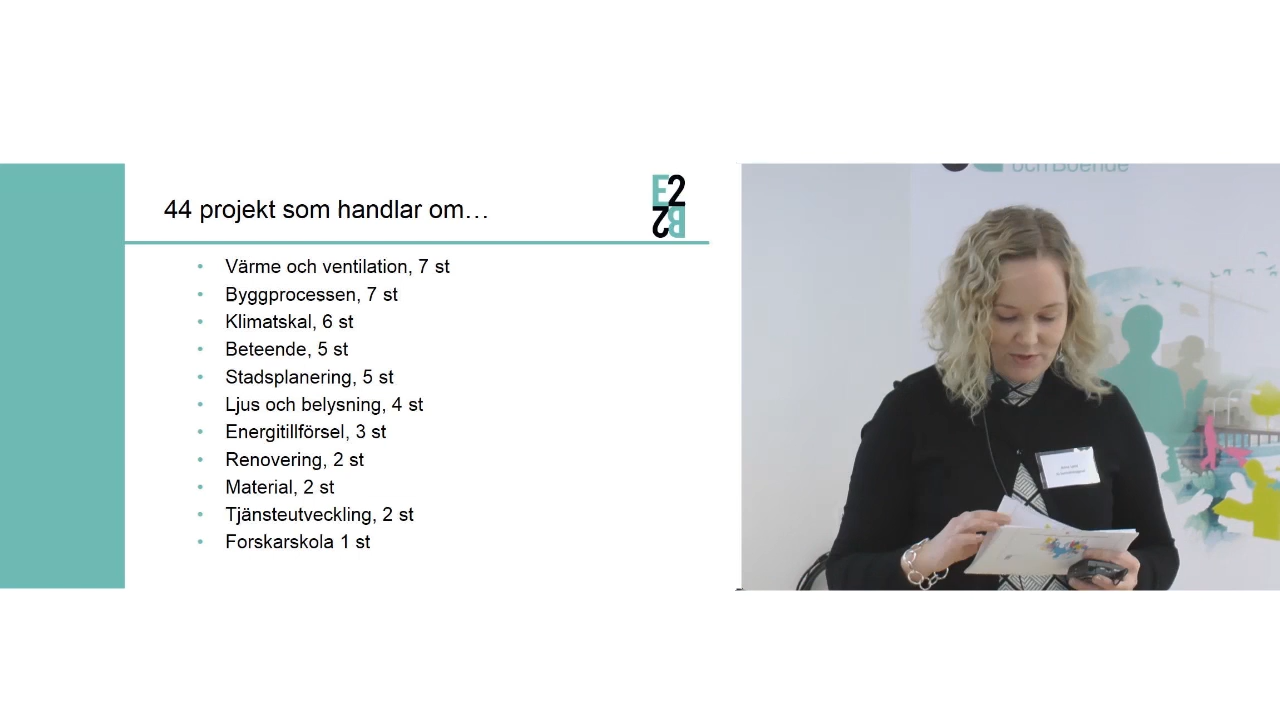 44 projekt som handlar om…
E2
B2
• Värme och ventilation, 7 st
• Byggprocessen, 7 st
• Klimatskal, 6 st
• Beteende, 5 st
• Stadsplanering, 5 st
• Ljus och belysning, 4 st
• Energitillförsel, 3 st
• Renovering, 2 st
• Material, 2 st
• Tjänsteutveckling, 2 st
• Forskarskola 1 st
och Boende